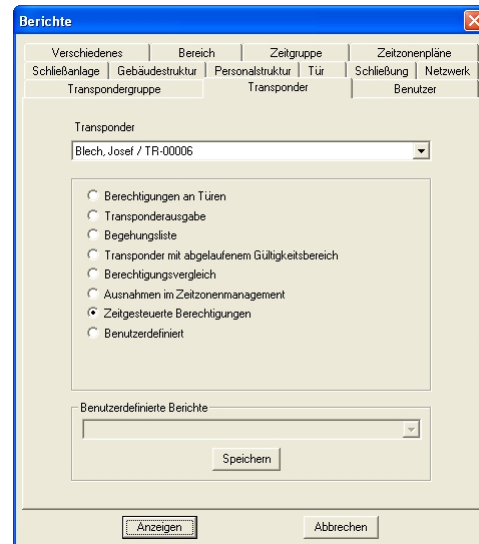 Berichte
Verschiedenes Bereich Zeitgruppe Zeitzonenpläne
Schließanlage Gebäudestruktur Personalstruktur Tür Schließung Netzwerk
Transpondergruppe Transponder Benutzer
Transponder
Blech, Josef / TR-00006
Berechtigungen an Türen
Transponderausgabe
Begehungsliste
Transponder mit abgelaufenem Gültigkeitsbereich
Berechtigungsvergleich
Ausnahmen im Zeitzonenmanagement
Zeitgesteuerte Berechtigungen
Benutzerdefiniert
Benutzerdefinierte Berichte
Speichern
Anzeigen Abbrechen